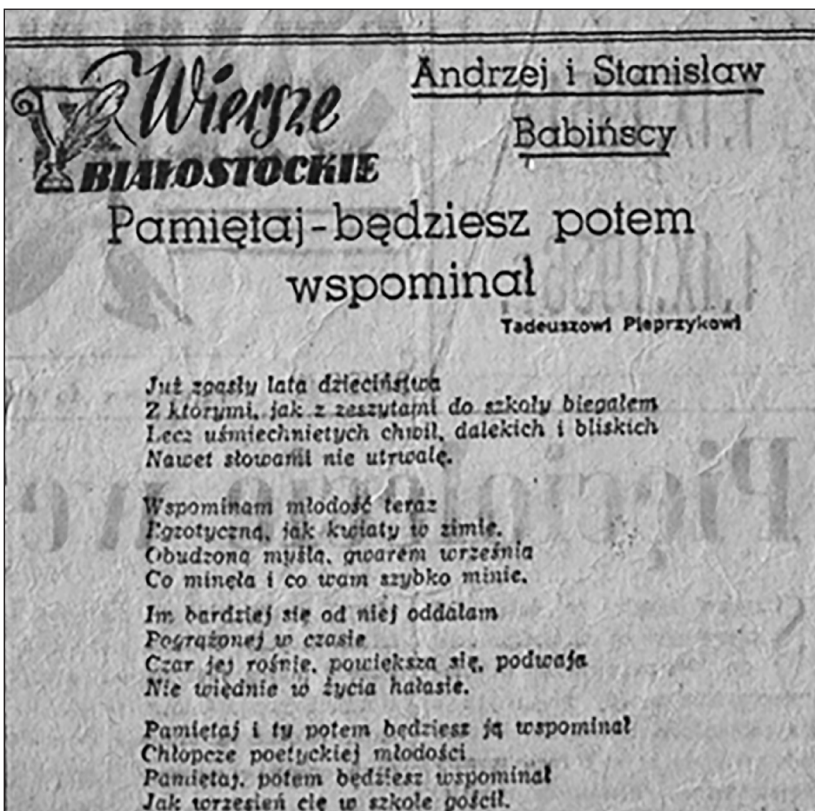 Wiersze
BIAŁOSTOCKIE
Andrzej i Stanisław
Babińscy
Pamiętaj-będziesz potem
wspominał
Tadeuszowi Pieprzykowi
Już zgasły lata dzieciństwa
Z którymi, jak z zeszytami do szkoły biegałem
Lecz uśmiechniętych chwil, dalekich i bliskich
Nawet słowami nie utrwalę.
Wspominam młodość teraz
Egzotyczną, jak kwiaty w zimie.
Obudzoną myślą, gwarem września
Co minęła i co wam szybko minie.
Im bardziej się od niej oddalam
Pogrążonej w czasie
Czar jej rośnie, powiększa się, podwaja
Nie więdnie w życia hałasie.
Pamiętaj i ty potem będziesz ją wspominał
Chłopcze poetyckiej młodości
Pamiętaj, potem będziesz wspominał
Jak wrzesień cię w szkole gościł.